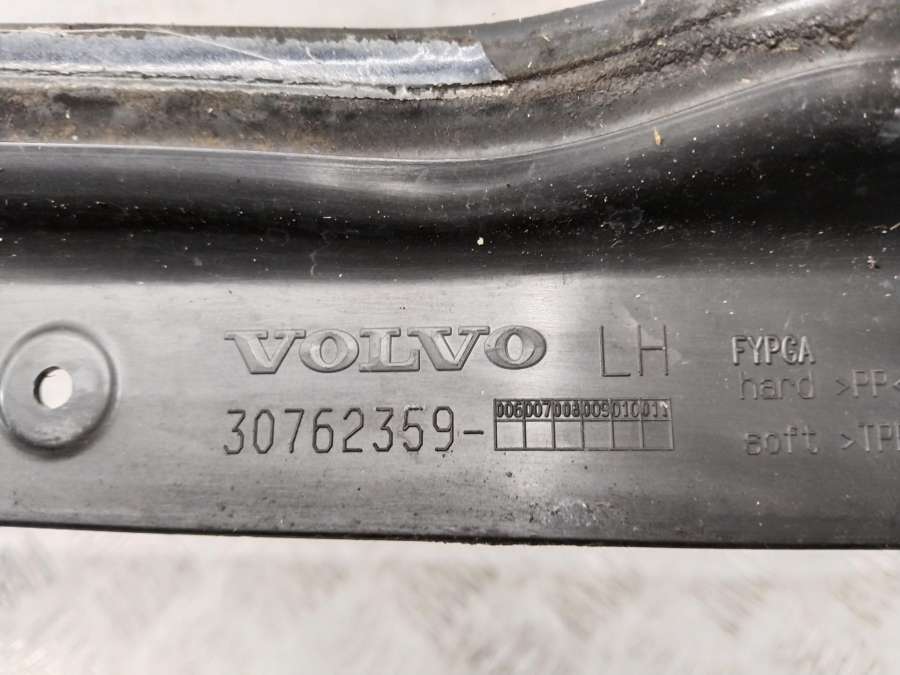 VOLVO LH
30762359-
006 007 008 009 010 011
FYPGA
hard >PP<
soft >TP